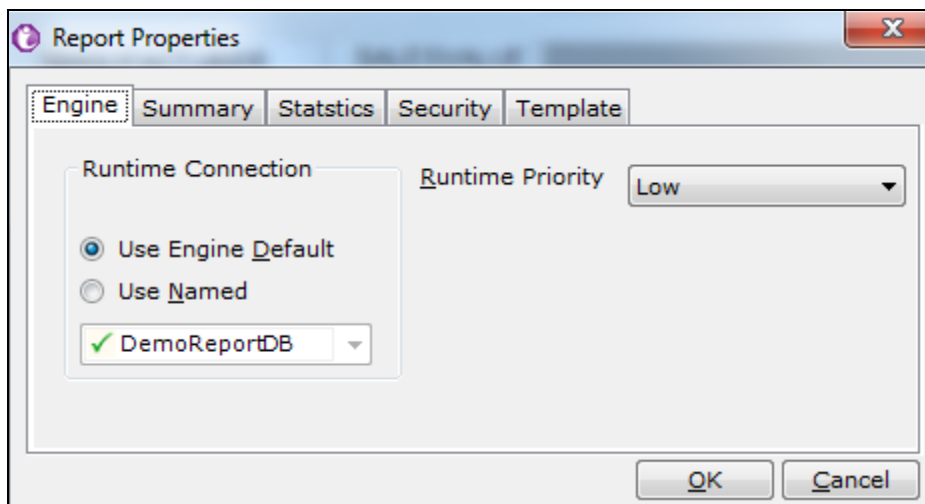 Report Properties
Engine Summary Statstics Security Template
Runtime Connection
Runtime Priority Low
Use Engine Default
Use Named
DemoReportDB
OK Cancel